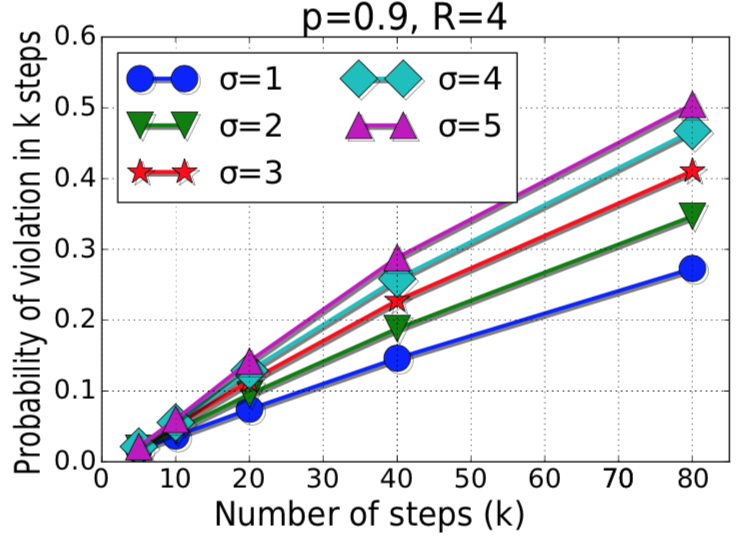 p=0.9, R=4
Probability of violation in k steps
0.6
0.5
0.4
0.3
0.2
0.1
0.0
σ=1
σ=2
σ=3
σ=4
σ=5
0 10 20 30 40 50 60 70 80
Number of steps (k)